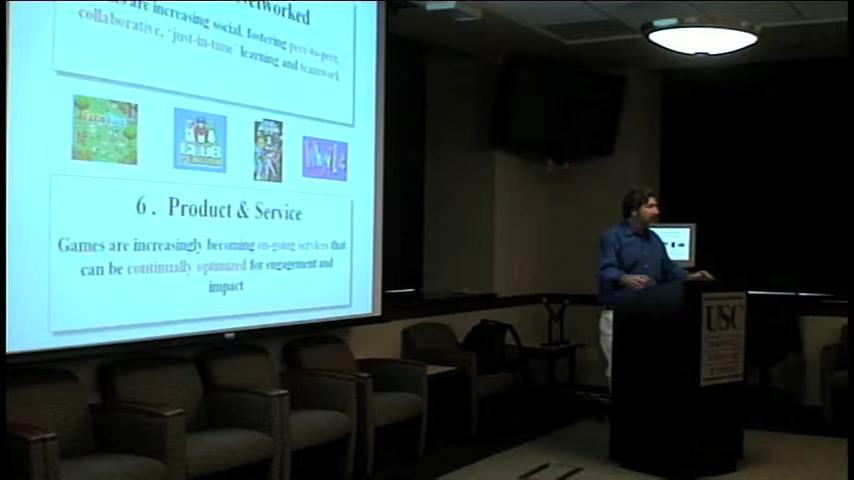 Networked
are increasing social, fostering peer-to-peer,
collaborative, 'just-in-time' learning and teamwork
CLUB
6. Product & Service
Games are increasingly becoming on-going services that
can be continually optimized for engagement and
impact
USC